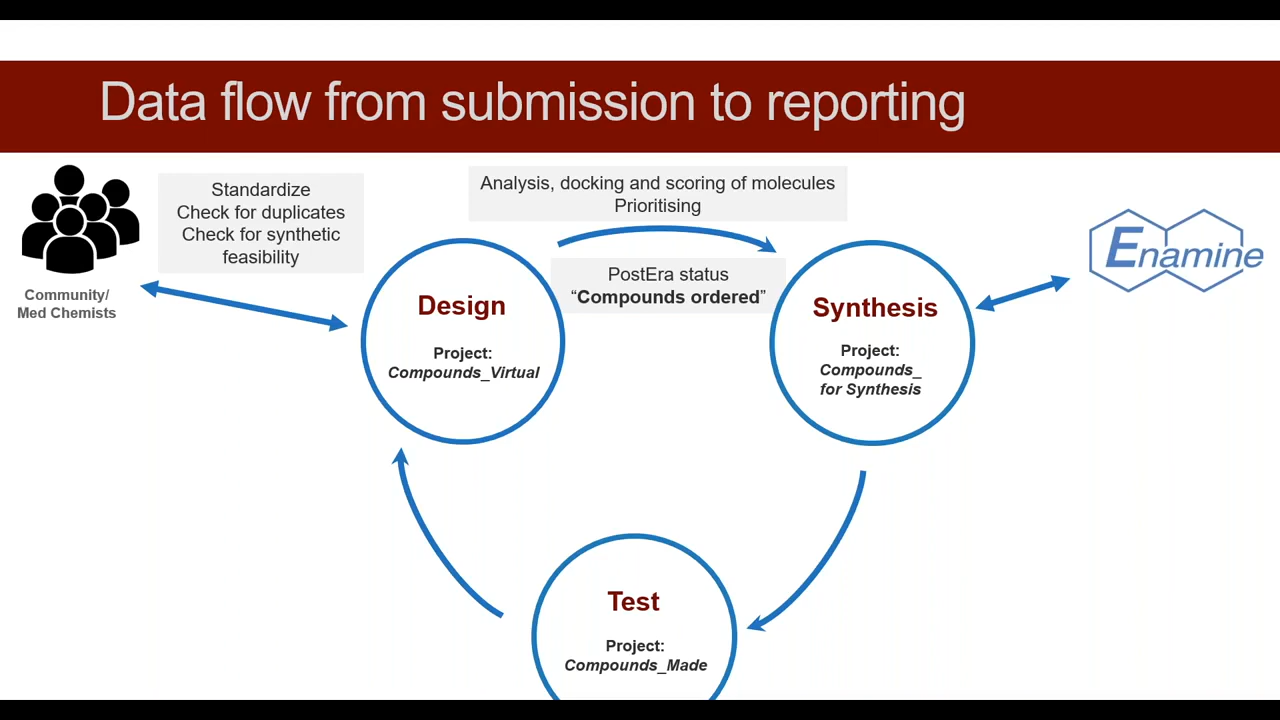 Data flow from submission to reporting
Community/
Med Chemists
Standardize
Check for duplicates
Check for synthetic
feasibility
Analysis, docking and scoring of molecules
Prioritising
PostEra status
“Compounds ordered”
Design
Project:
Compounds_Virtual
Synthesis
Project:
Compounds_
for Synthesis
Enamine
Test
Project:
Compounds_Made